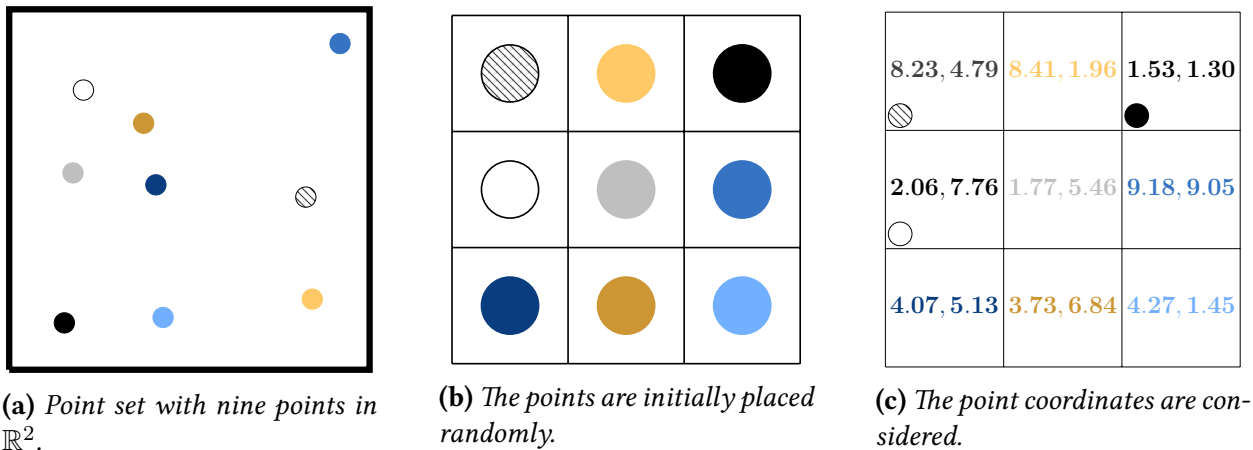 8.23, 4.79 8.41, 1.96 1.53, 1.30
2.06, 7.76 1.77, 5.46 9.18, 9.05
4.07, 5.13 3.73, 6.84 4.27, 1.45
(a) Point set with nine points in
ℝ².
(b) The points are initially placed
randomly.
(c) The point coordinates are con-
sidered.